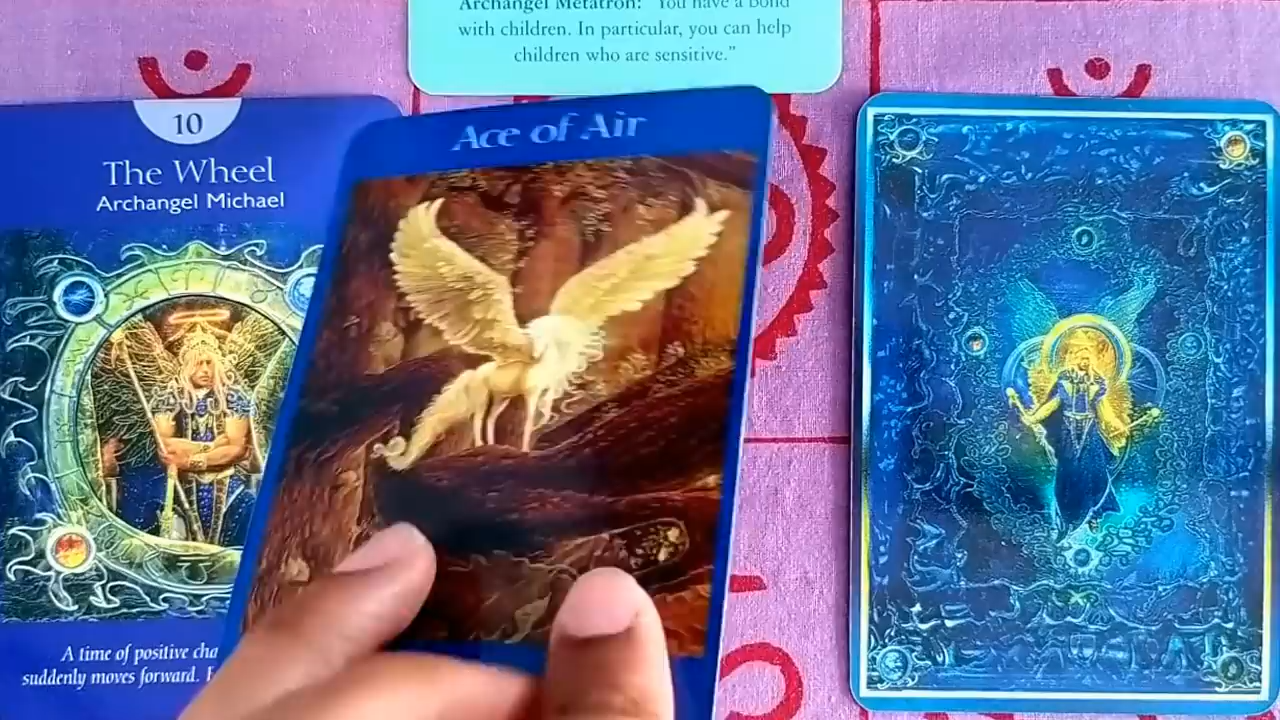 Archangel Metatron: "You have a bond
with children. In particular, you can help
children who are sensitive."
10
The Wheel
Archangel Michael
Ace of Air
A time of positive
suddenly moves forward.